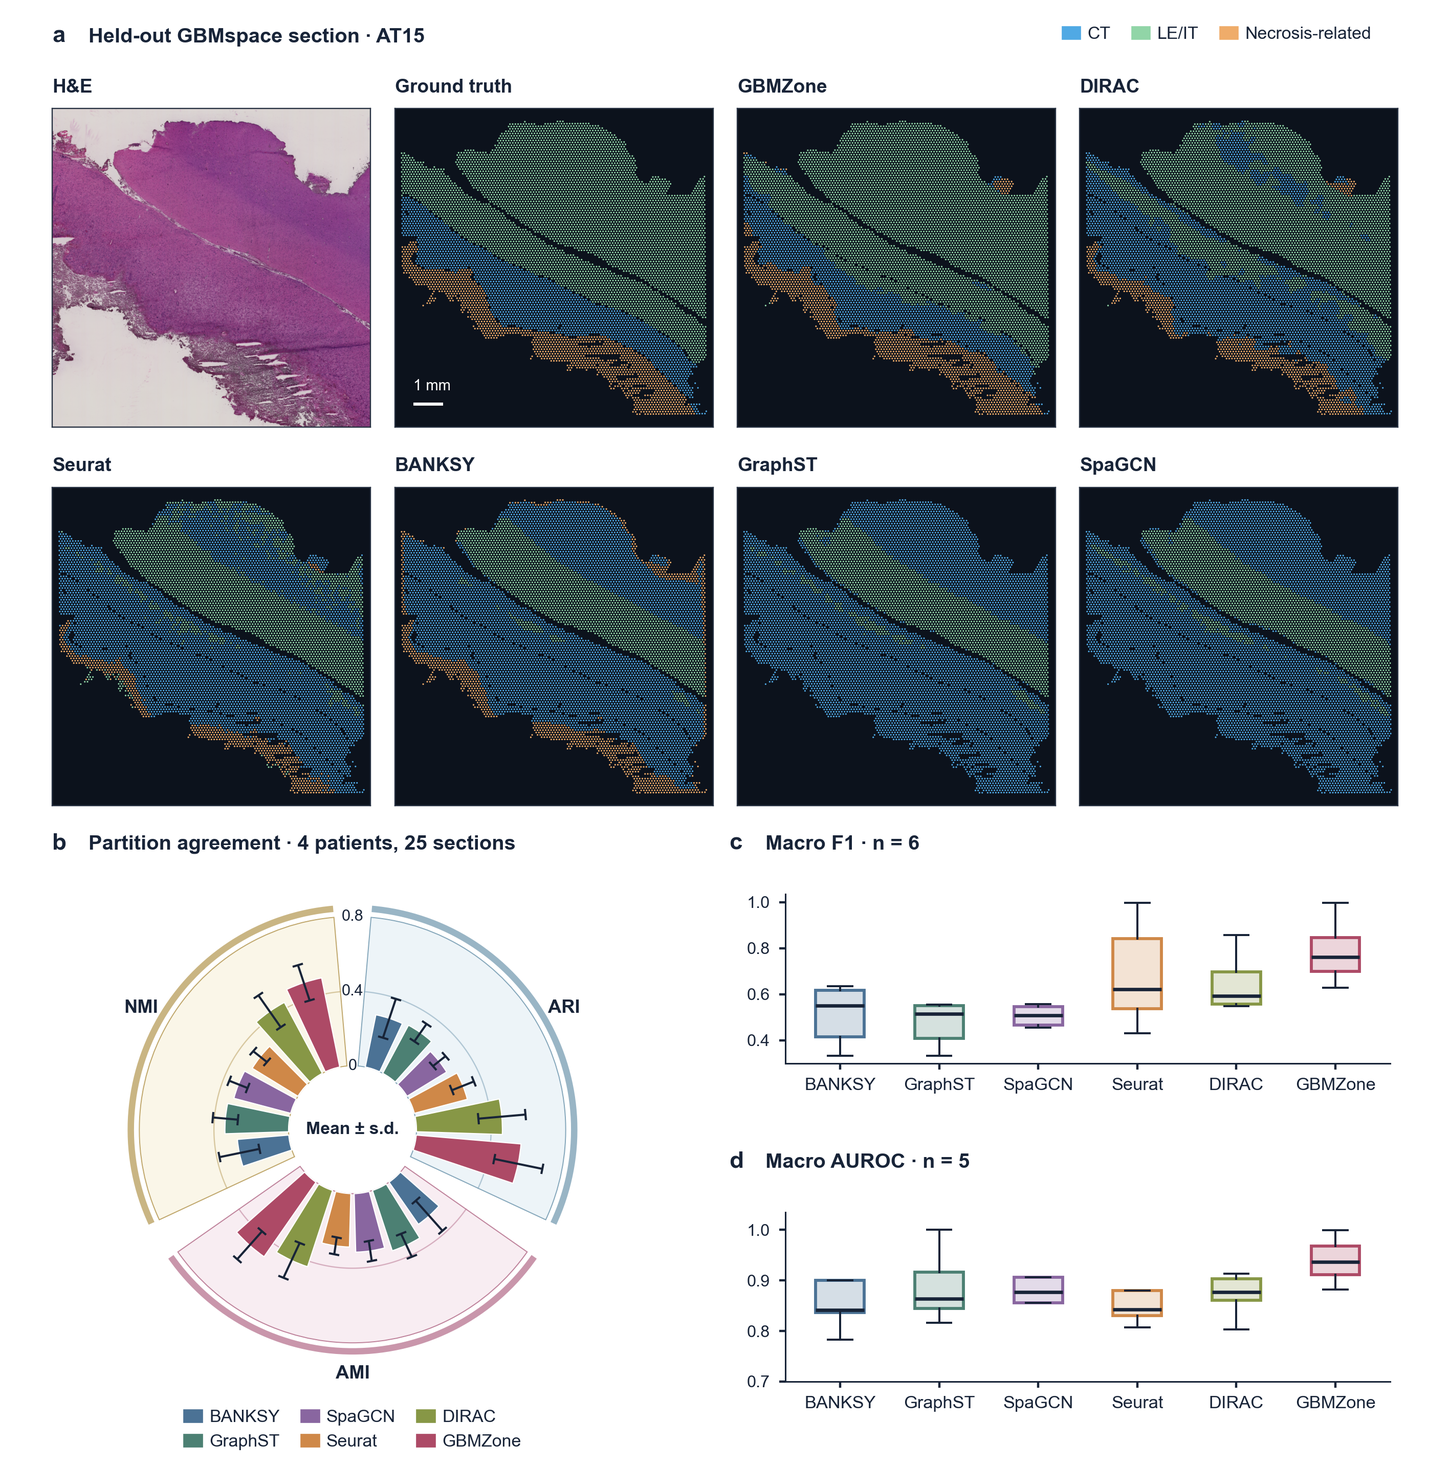 a Held-out GBMspace section · AT15
CT LE/IT Necrosis-related
H&E Ground truth GBMZone DIRAC
1 mm
Seurat BANKSY GraphST SpaGCN
b Partition agreement · 4 patients, 25 sections
NMI
ARI
AMI
0.8
0.4
0
Mean ± s.d.
BANKSY SpaGCN DIRAC
GraphST Seurat GBMZone
c Macro F1 · n = 6
1.0
0.8
0.6
0.4
BANKSY GraphST SpaGCN Seurat DIRAC GBMZone
d Macro AUROC · n = 5
1.0
0.9
0.8
0.7
BANKSY GraphST SpaGCN Seurat DIRAC GBMZone